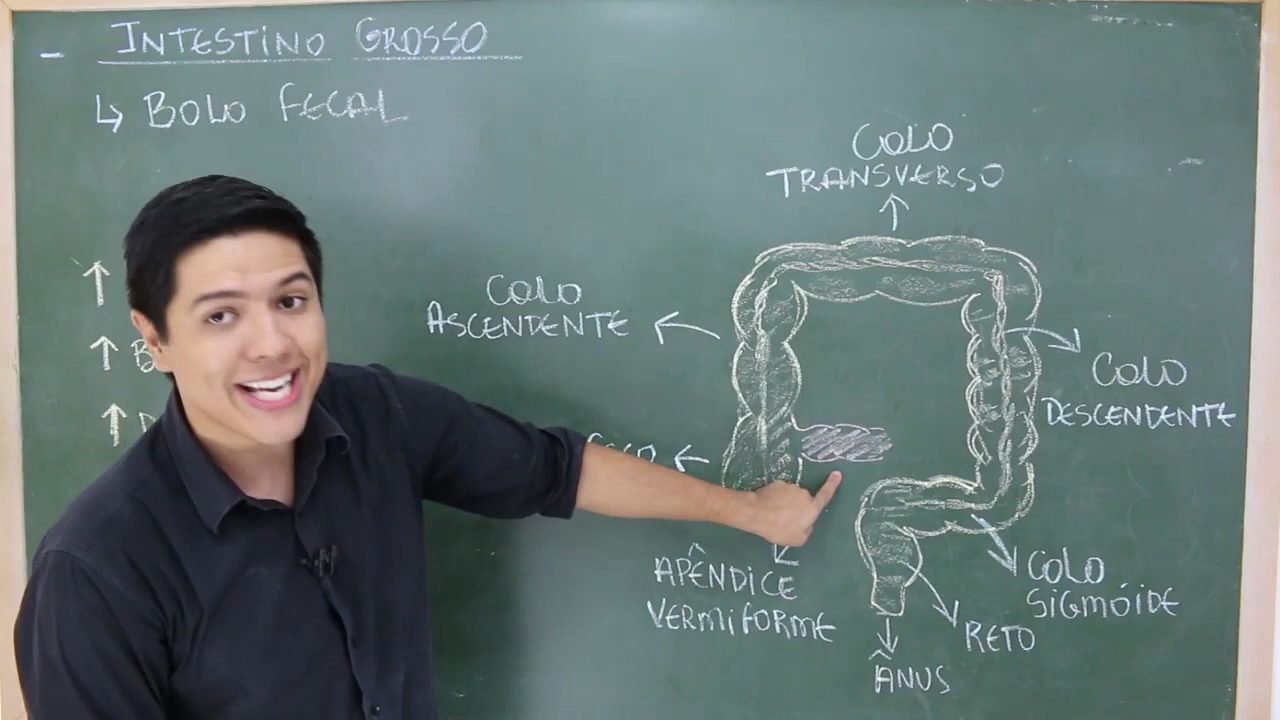 - INTESTINO GROSSO
↳ BOLO FECAL
↑
↑ B
↑
COLO
TRANSVERSO
COLO
ASCENDENTE
COLO
DESCENDENTE
APÊNDICE
VERMIFORME
COLO
SIGMÓIDE
RETO
ÂNUS